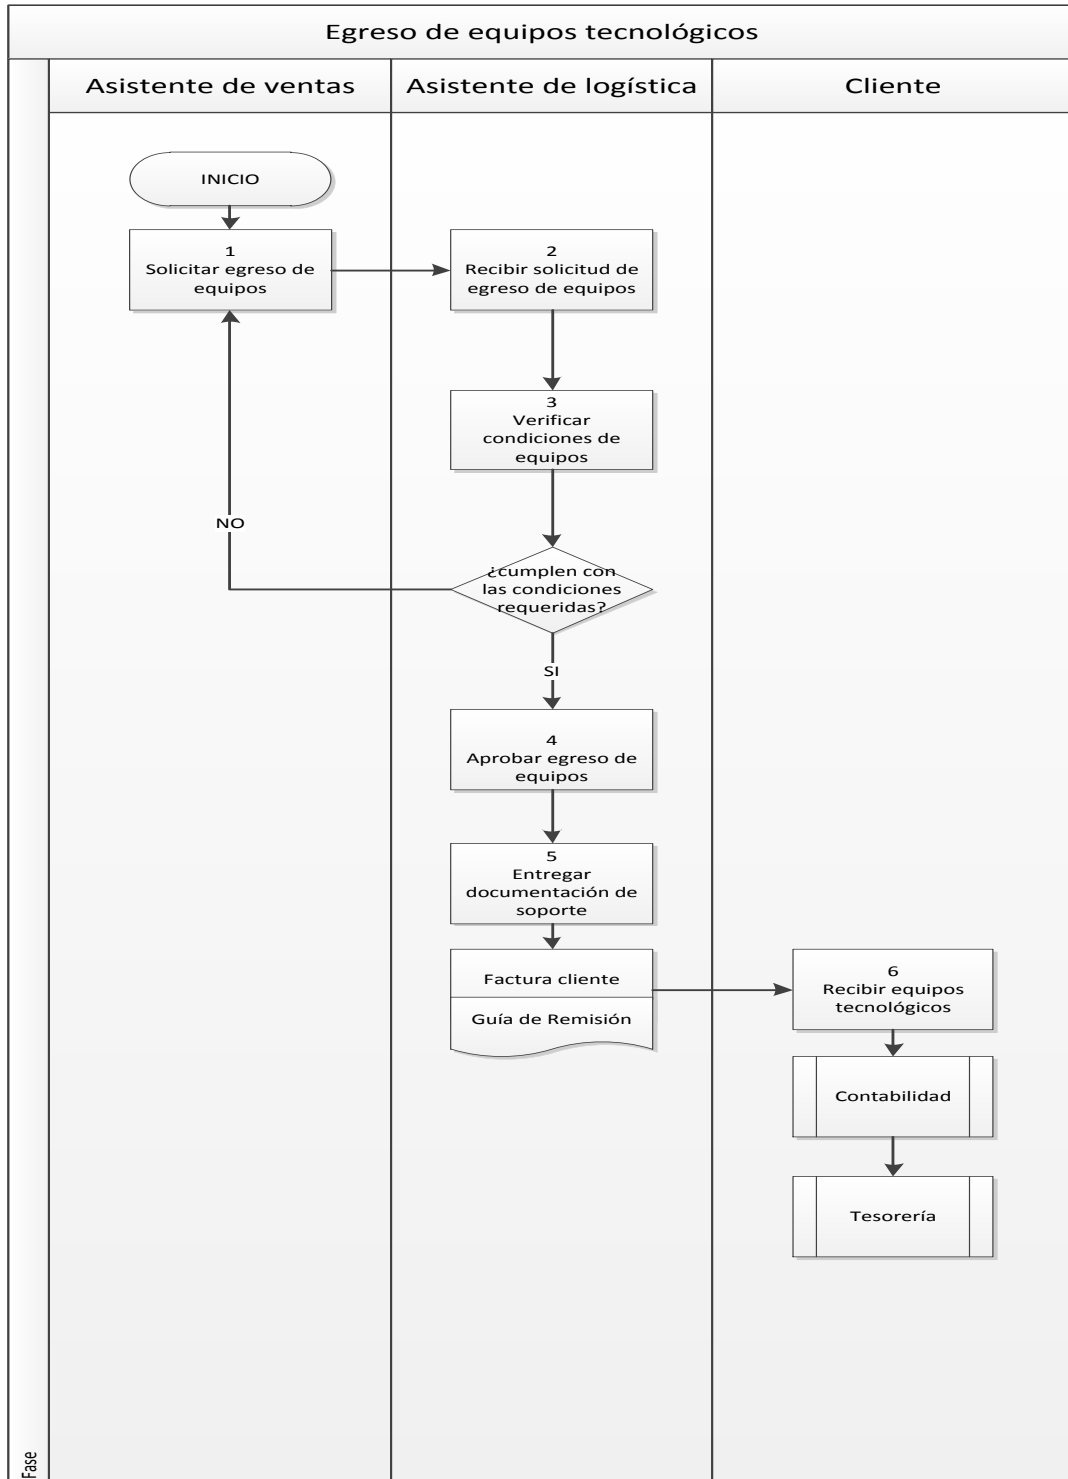 Egreso de equipos tecnológicos
Asistente de ventas
Asistente de logística
Cliente
INICIO
1
Solicitar egreso de
equipos
2
Recibir solicitud de
egreso de equipos
3
Verificar
condiciones de
equipos
NO
¿cumplen con
las condiciones
requeridas?
SI
4
Aprobar egreso de
equipos
5
Entregar
documentación de
soporte
Factura cliente
Guía de Remisión
6
Recibir equipos
tecnológicos
Contabilidad
Tesorería
Fase